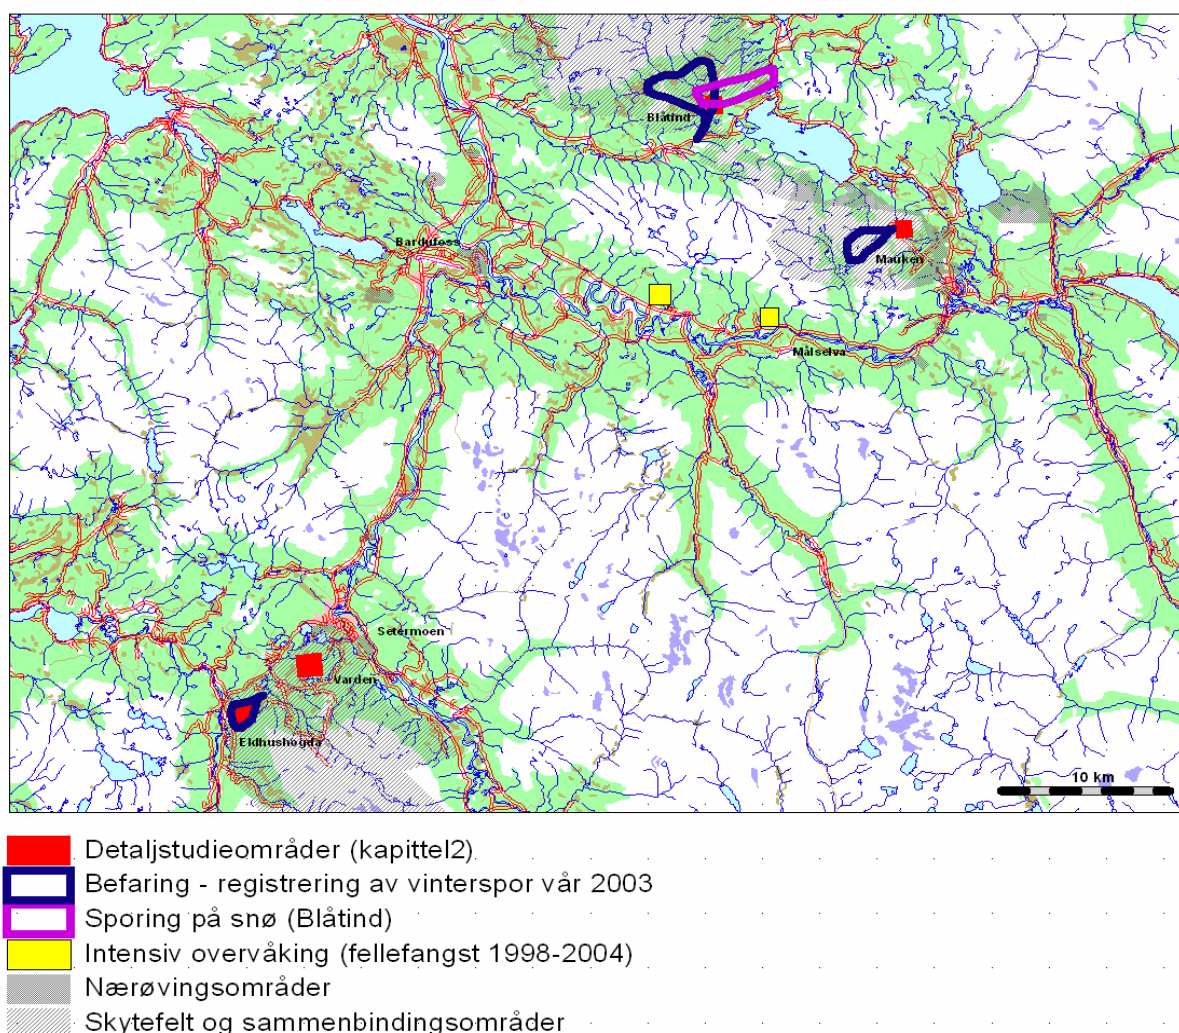 Blåtind
Bardufoss
Mauken
Målselva
Setermoen
Varden
Eldhushøgda
10 km
Detaljstudieområder (kapittel2)
Befaring - registrering av vinterspor vår 2003
Sporing på snø (Blåtind)
Intensiv overvåking (fellefangst 1998-2004)
Nærøvingsområder
Skytefelt og sammenbindingsområder